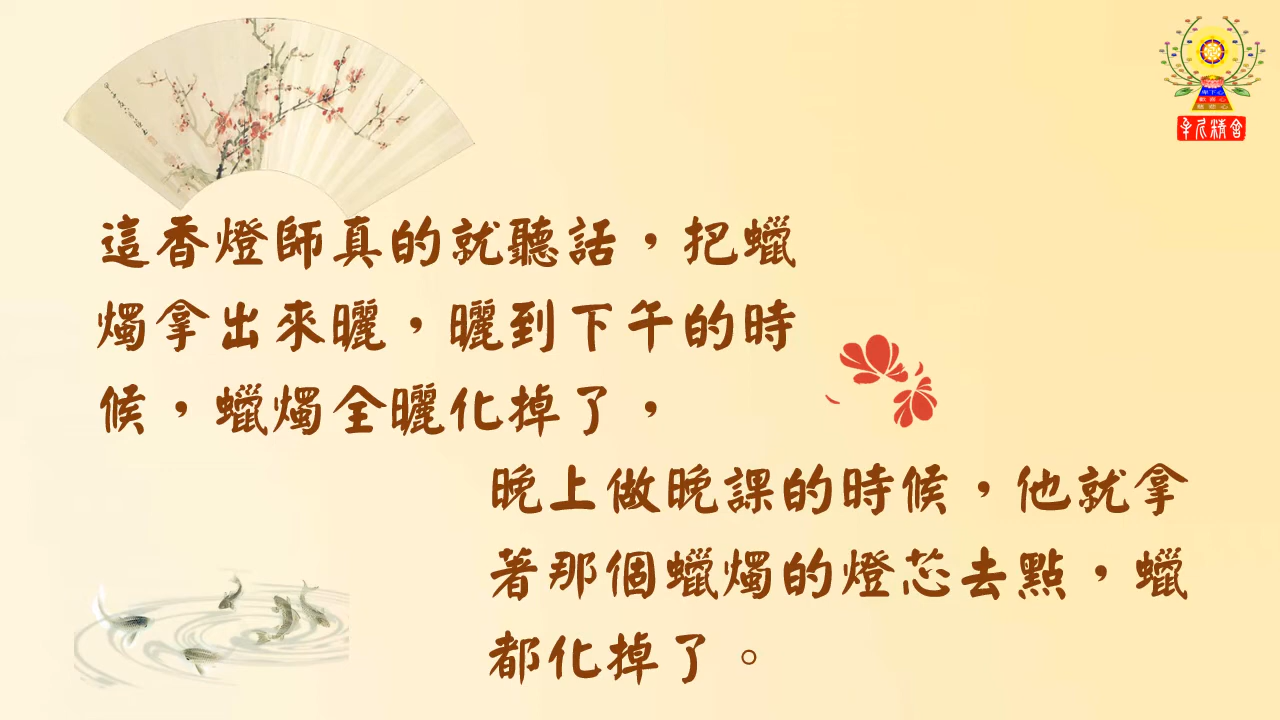 這香燈師真的就聽話，把蠟
燭拿出來曬，曬到下午的時
候，蠟燭全曬化掉了，
晚上做晚課的時候，他就拿
著那個蠟燭的燈芯去點，蠟
都化掉了。